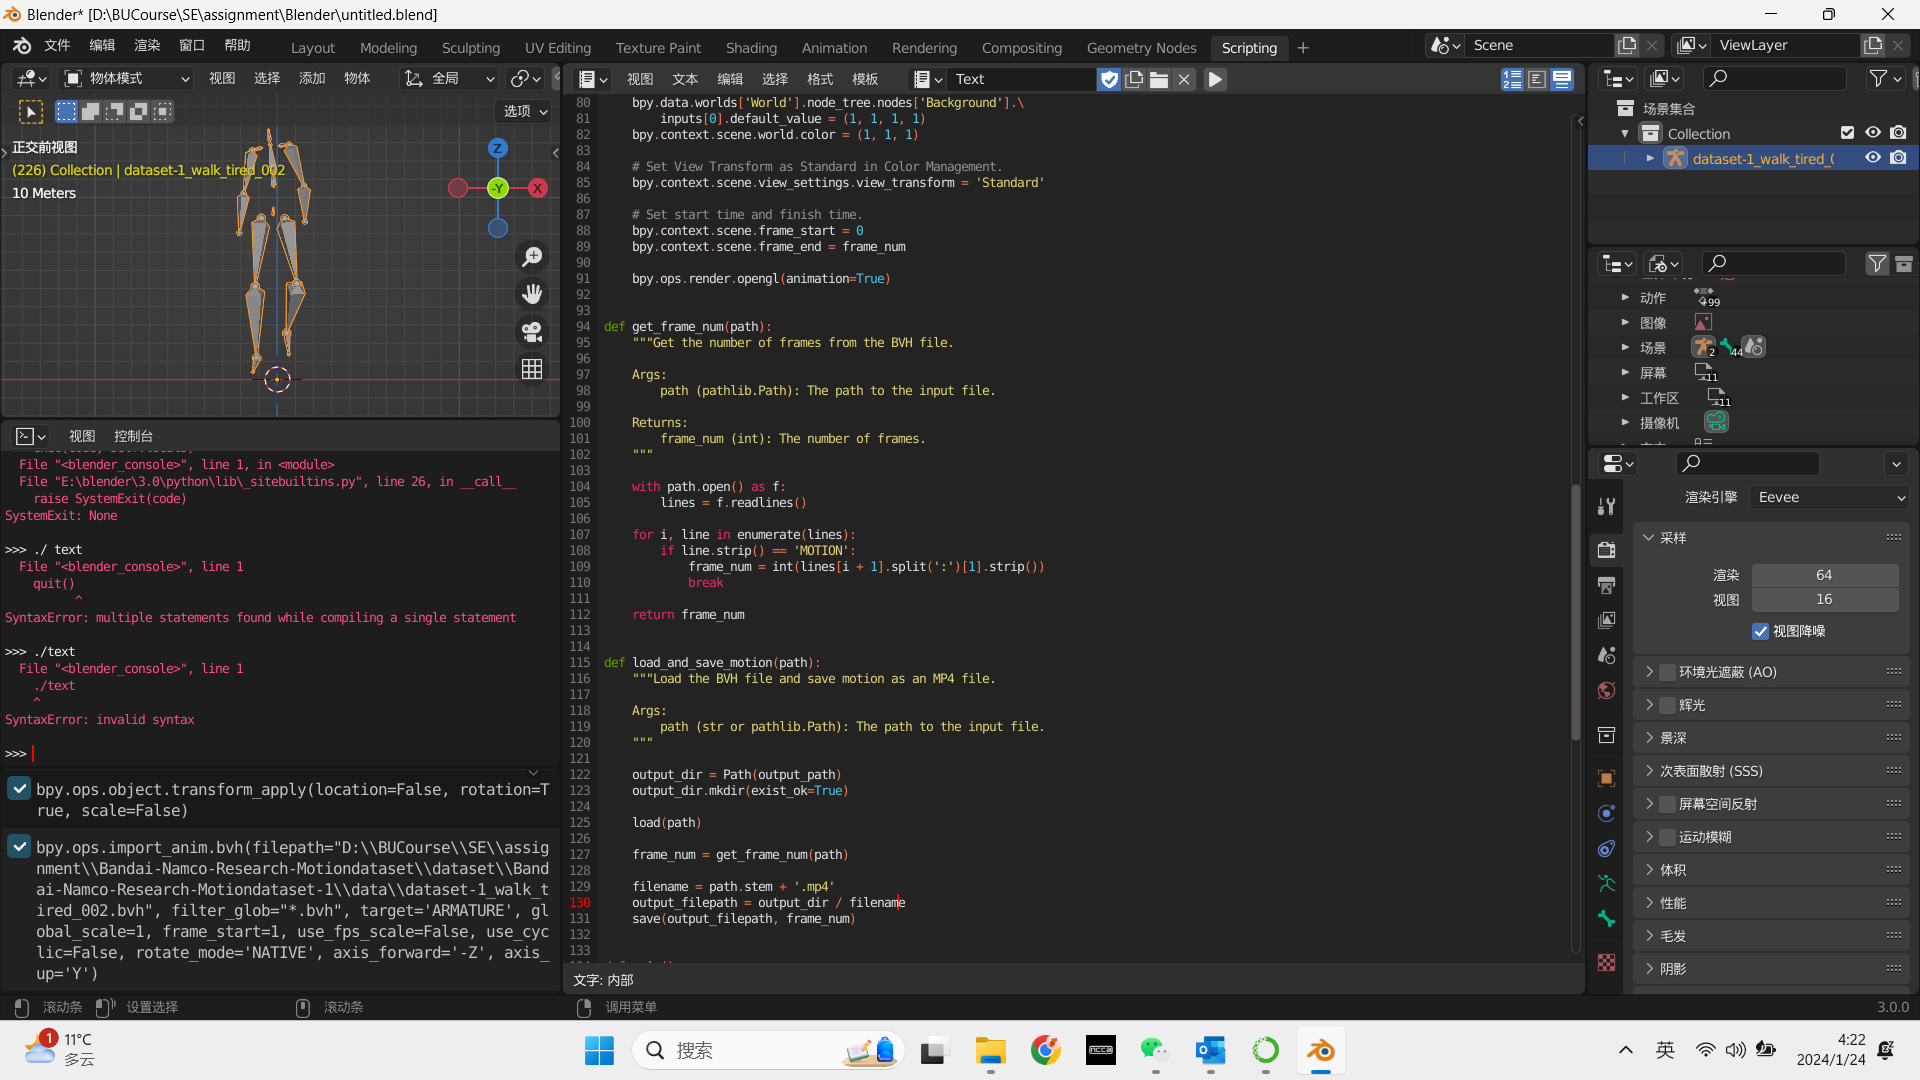 Blender* [D:\BUCourse\SE\assignment\Blender\untitled.blend]
文件 编辑 渲染 窗口 帮助 Layout Modeling Sculpting UV Editing Texture Paint Shading Animation Rendering Compositing Geometry Nodes Scripting + Scene ViewLayer
物体模式 视图 选择 添加 物体 全局
选项
正交前视图
(226) Collection | dataset-1_walk_tired_002
10 Meters
Z
-Y
X
视图 控制台
File "<blender_console>", line 1, in <module>
File "E:\blender\3.0\python\lib\_sitebuiltins.py", line 26, in __call__
raise SystemExit(code)
SystemExit: None
>>> ./ text
File "<blender_console>", line 1
quit()
^
SyntaxError: multiple statements found while compiling a single statement
>>> ./text
File "<blender_console>", line 1
./text
^
SyntaxError: invalid syntax
>>>
bpy.ops.object.transform_apply(location=False, rotation=T
rue, scale=False)
bpy.ops.import_anim.bvh(filepath="D:\\BUCourse\\SE\\assig
nment\\Bandai-Namco-Research-Motiondataset\\dataset\\Band
ai-Namco-Research-Motiondataset-1\\data\\dataset-1_walk_t
ired_002.bvh", filter_glob="*.bvh", target='ARMATURE', gl
obal_scale=1, frame_start=1, use_fps_scale=False, use_cyc
lic=False, rotate_mode='NATIVE', axis_forward='-Z', axis_
up='Y')
视图 文本 编辑 选择 格式 模板 Text
80 bpy.data.worlds['World'].node_tree.nodes['Background'].\
81 inputs[0].default_value = (1, 1, 1, 1)
82 bpy.context.scene.world.color = (1, 1, 1)
83
84 # Set View Transform as Standard in Color Management.
85 bpy.context.scene.view_settings.view_transform = 'Standard'
86
87 # Set start time and finish time.
88 bpy.context.scene.frame_start = 0
89 bpy.context.scene.frame_end = frame_num
90
91 bpy.ops.render.opengl(animation=True)
92
93
94 def get_frame_num(path):
95 """Get the number of frames from the BVH file.
96
97 Args:
98 path (pathlib.Path): The path to the input file.
99
100 Returns:
101 frame_num (int): The number of frames.
102 """
103
104 with path.open() as f:
105 lines = f.readlines()
106
107 for i, line in enumerate(lines):
108 if line.strip() == 'MOTION':
109 frame_num = int(lines[i + 1].split(':')[1].strip())
110 break
111
112 return frame_num
113
114
115 def load_and_save_motion(path):
116 """Load the BVH file and save motion as an MP4 file.
117
118 Args:
119 path (str or pathlib.Path): The path to the input file.
120 """
121
122 output_dir = Path(output_path)
123 output_dir.mkdir(exist_ok=True)
124
125 load(path)
126
127 frame_num = get_frame_num(path)
128
129 filename = path.stem + '.mp4'
130 output_filepath = output_dir / filename
131 save(output_filepath, frame_num)
132
133
文字: 内部
场景集合
Collection
dataset-1_walk_tired_(
动作 99
图像
场景 2 44
屏幕 11
工作区 11
摄像机
渲染引擎 Eevee
采样
渲染 64
视图 16
视图降噪
环境光遮蔽 (AO)
辉光
景深
次表面散射 (SSS)
屏幕空间反射
运动模糊
体积
性能
毛发
阴影
滚动条 设置选择 滚动条 调用菜单 3.0.0
1 11°C
多云
搜索
ncca
英
4:22
2024/1/24